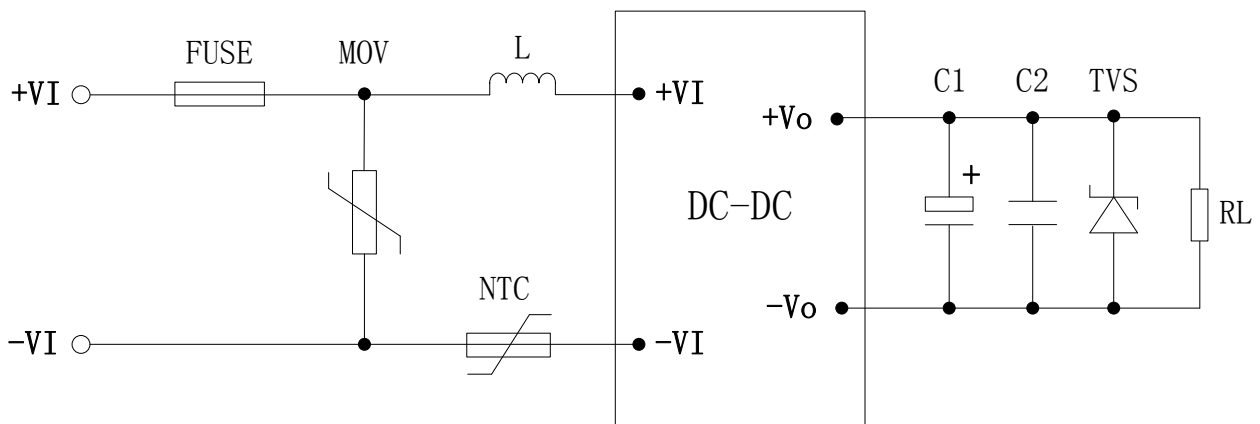 FUSE
MOV
L
+VI
+VI
C1
C2
TVS
+Vo
+
DC-DC
RL
NTC
-Vo
-VI
-VI